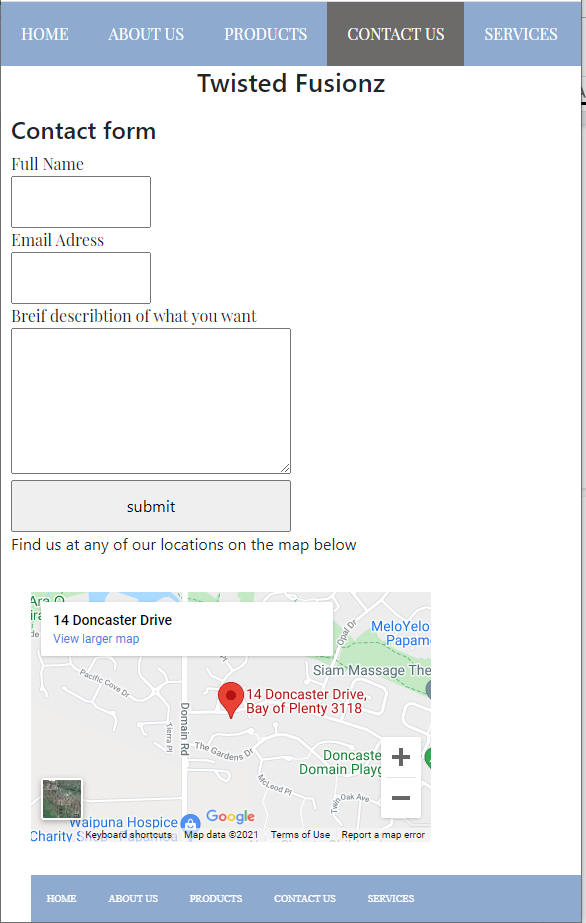 HOME ABOUT US PRODUCTS CONTACT US SERVICES
Twisted Fusionz
Contact form
Full Name
Email Adress
Breif describtion of what you want
submit
Find us at any of our locations on the map below
Ara O
14 Doncaster Drive
View larger map
Opal Dr
MeloYelo
Papam
Siam Massage The
Pacific Cove Dr
14 Doncaster Drive,
Bay of Plenty 3118
Domain Rd
Tierra Pl
The Gardens Dr
Doncaste
Domain Playg
McLeod Pl
Twin Oak Ave
Google
Waipuna Hospice
Charity Shop - Papamoa
Keyboard shortcuts Map data ©2021 Terms of Use Report a map error
HOME ABOUT US PRODUCTS CONTACT US SERVICES